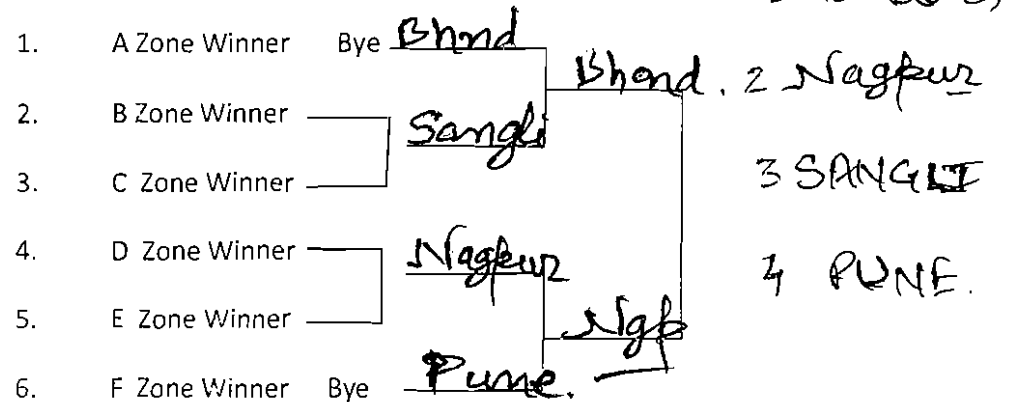 1. A Zone Winner Bye Bhnd
Bhond. 2 Nagpur
2. B Zone Winner Sangli
3. C Zone Winner 3 SANGLI
4. D Zone Winner Nagpur
4 PUNE.
5. E Zone Winner Ngp
6. F Zone Winner Bye Pune.